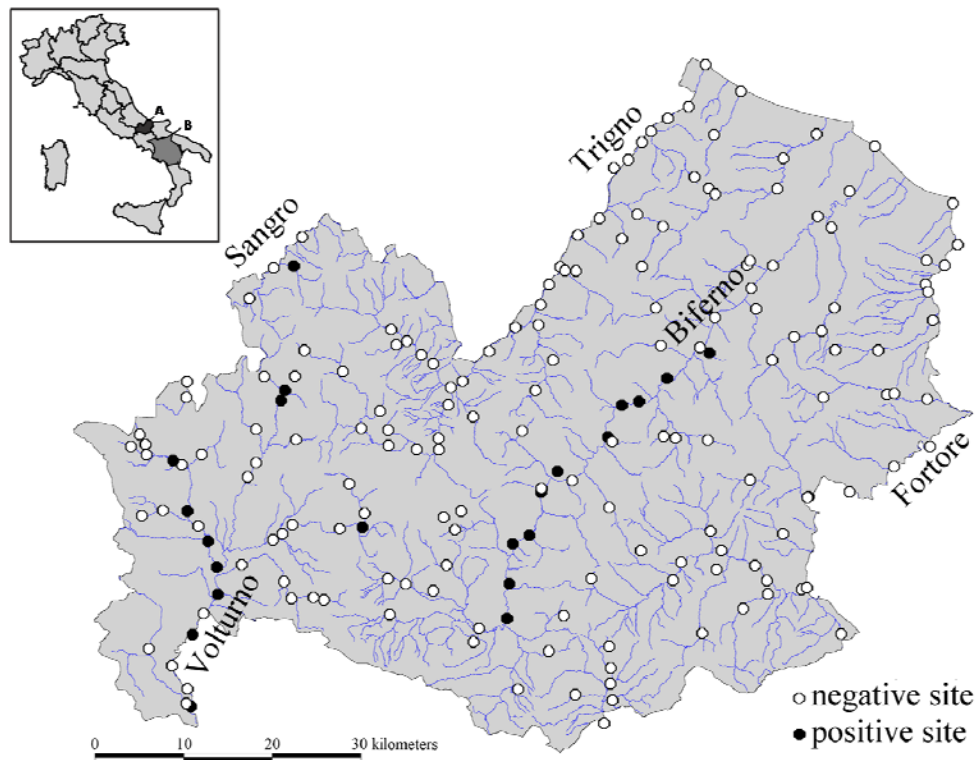 A
B
Trigno
Sangro
Biferno
Fortore
Volturno
negative site
positive site
0 10 20 30 kilometers